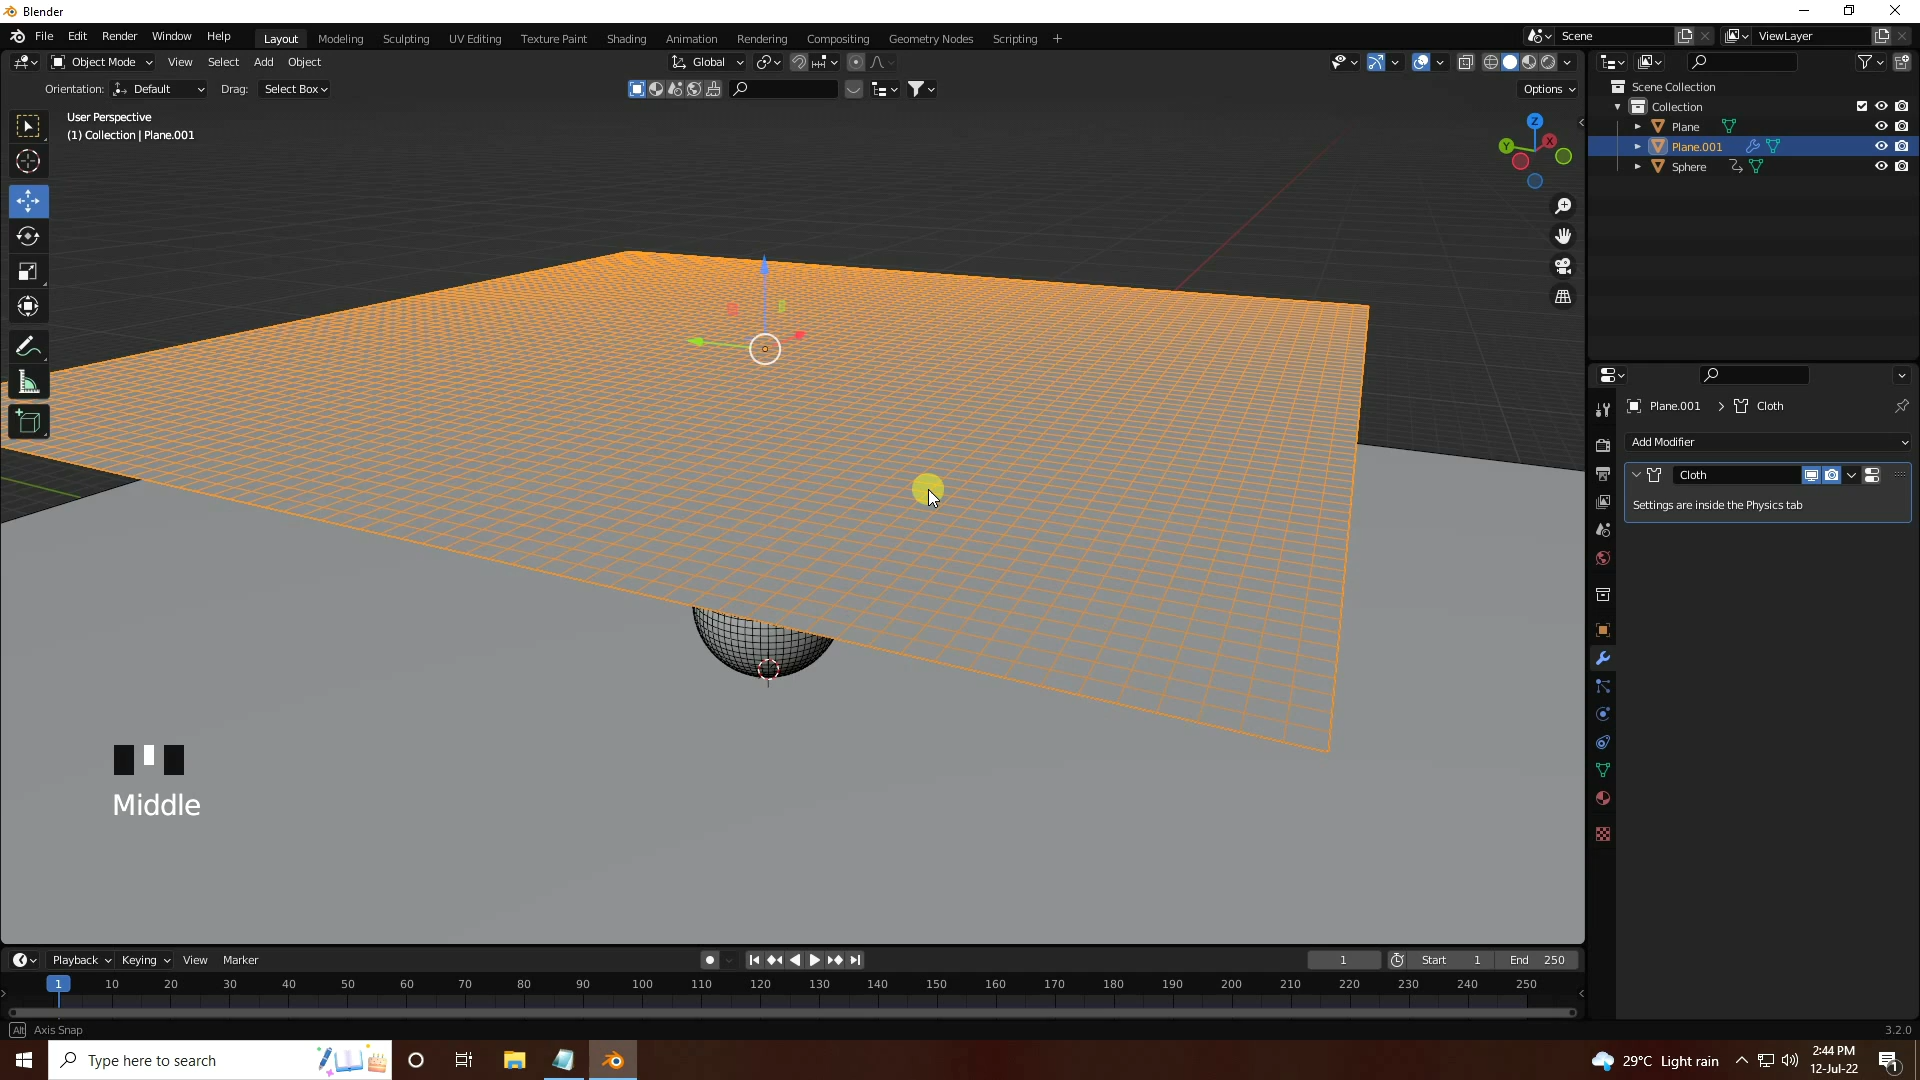 Blender
File Edit Render Window Help Layout Modeling Sculpting UV Editing Texture Paint Shading Animation Rendering Compositing Geometry Nodes Scripting + Scene ViewLayer
Object Mode View Select Add Object Global
Orientation: Default Drag: Select Box Options
User Perspective
(1) Collection | Plane.001
Z
X
Y
Scene Collection
Collection
Plane
Plane.001
Sphere
Plane.001 > Cloth
Add Modifier
Cloth
Settings are inside the Physics tab
Middle
Playback Keying View Marker 1 Start 1 End 250
1 10 20 30 40 50 60 70 80 90 100 110 120 130 140 150 160 170 180 190 200 210 220 230 240 250
Alt Axis Snap 3.2.0
Type here to search
29°C Light rain
2:44 PM
12-Jul-22
1